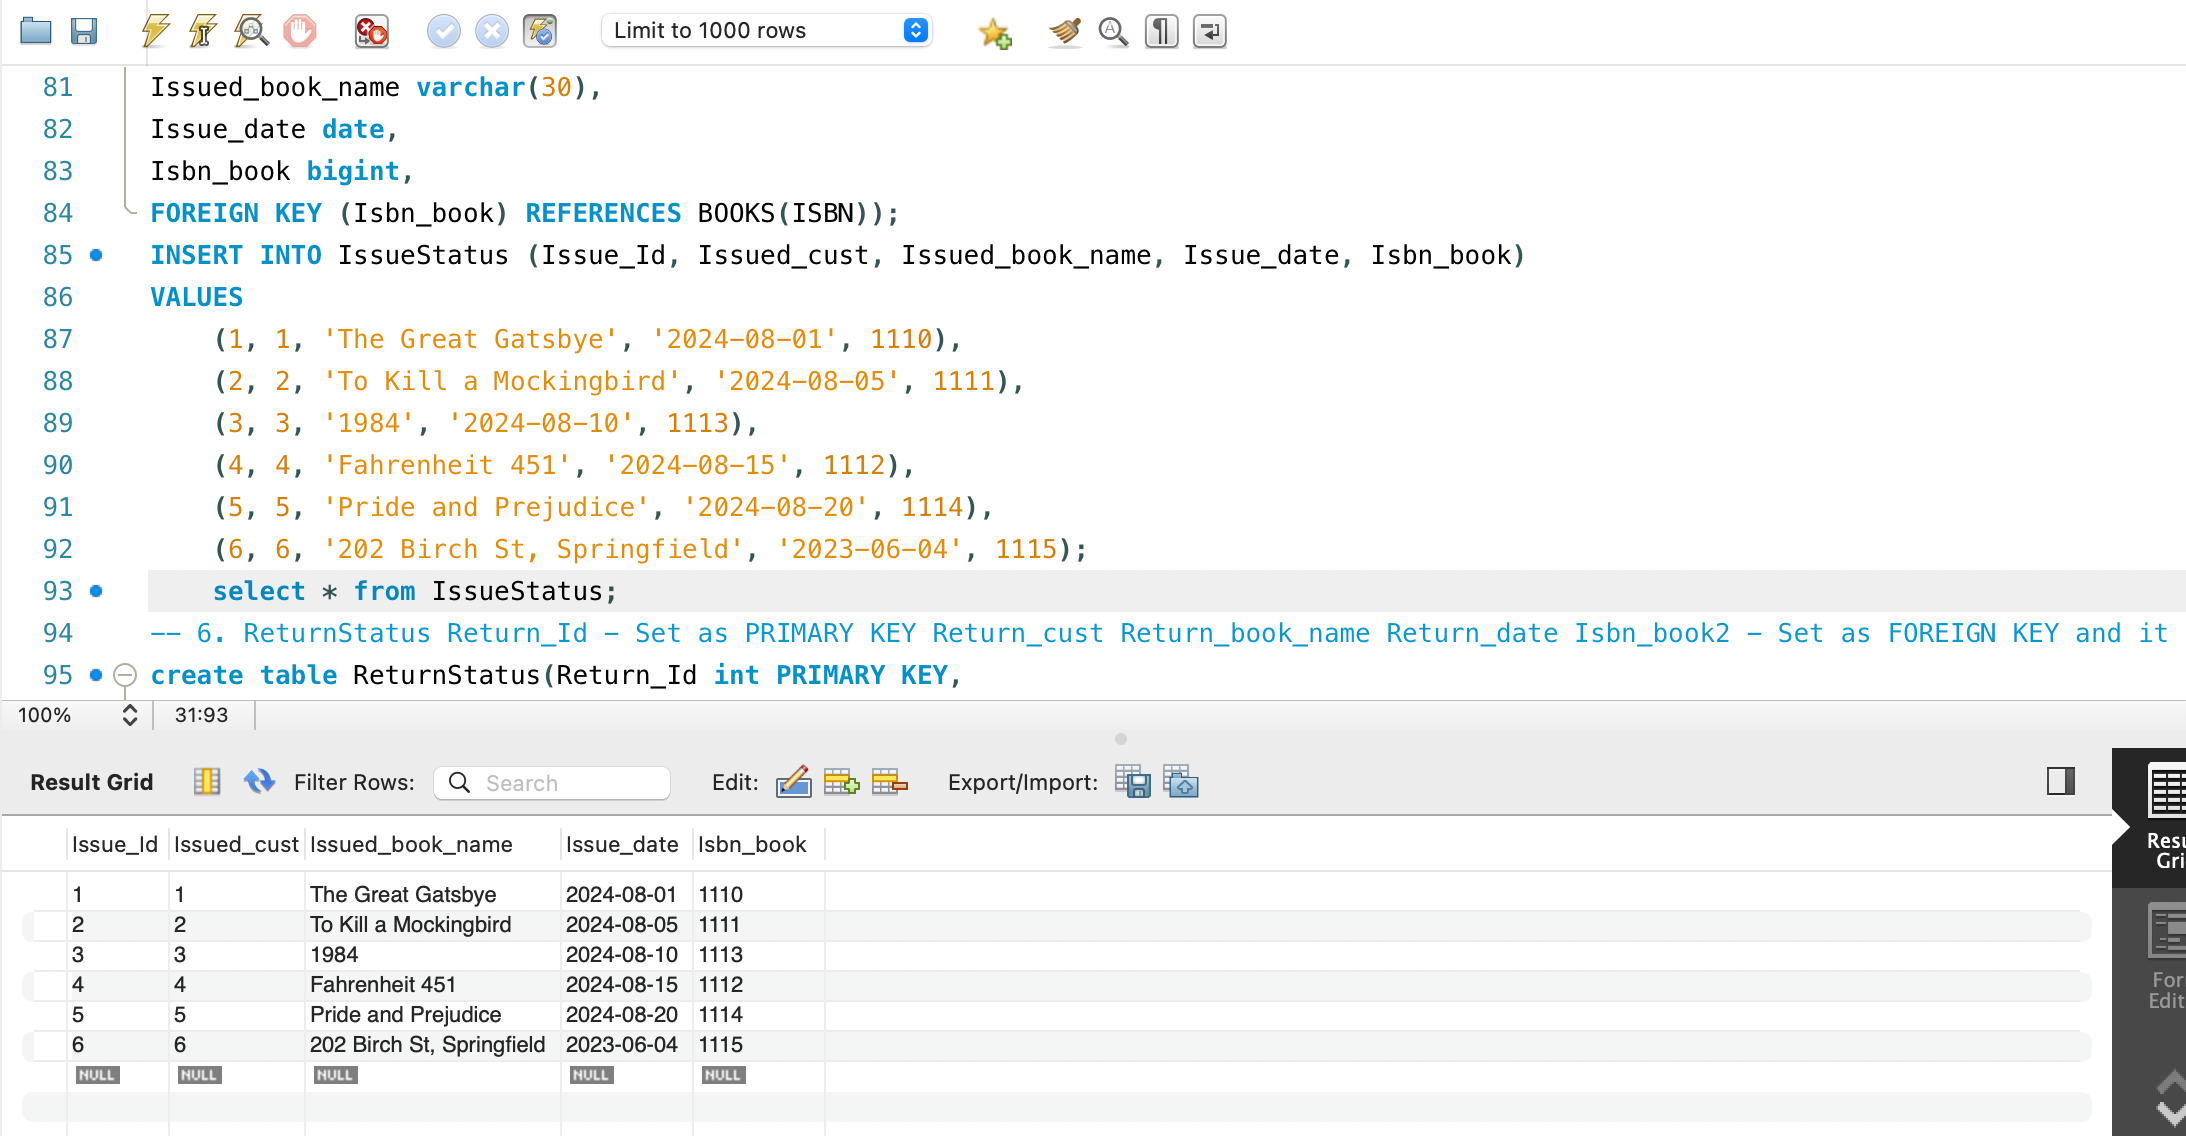 Limit to 1000 rows
81 Issued_book_name varchar(30),
82 Issue_date date,
83 Isbn_book bigint,
84 FOREIGN KEY (Isbn_book) REFERENCES BOOKS(ISBN));
85 INSERT INTO IssueStatus (Issue_Id, Issued_cust, Issued_book_name, Issue_date, Isbn_book)
86 VALUES
87 (1, 1, 'The Great Gatsbye', '2024-08-01', 1110),
88 (2, 2, 'To Kill a Mockingbird', '2024-08-05', 1111),
89 (3, 3, '1984', '2024-08-10', 1113),
90 (4, 4, 'Fahrenheit 451', '2024-08-15', 1112),
91 (5, 5, 'Pride and Prejudice', '2024-08-20', 1114),
92 (6, 6, '202 Birch St, Springfield', '2023-06-04', 1115);
93 select * from IssueStatus;
94 -- 6. ReturnStatus Return_Id - Set as PRIMARY KEY Return_cust Return_book_name Return_date Isbn_book2 - Set as FOREIGN KEY and it
95 create table ReturnStatus(Return_Id int PRIMARY KEY,
100% 31:93
Result Grid Filter Rows: Search Edit: Export/Import:
Issue_Id Issued_cust Issued_book_name Issue_date Isbn_book
1 1 The Great Gatsbye 2024-08-01 1110
2 2 To Kill a Mockingbird 2024-08-05 1111
3 3 1984 2024-08-10 1113
4 4 Fahrenheit 451 2024-08-15 1112
5 5 Pride and Prejudice 2024-08-20 1114
6 6 202 Birch St, Springfield 2023-06-04 1115
NULL NULL NULL NULL NULL